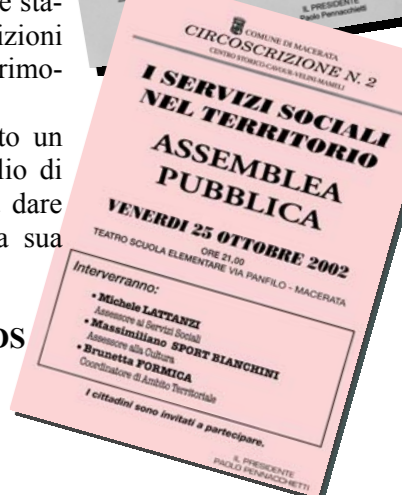 e sta-
izioni
rimo-
to un
lio di
dare
a sua
OS
IL PRESIDENTE
Paolo Pennacchietti
COMUNE DI MACERATA
CIRCOSCRIZIONE N. 2
CENTRO STORICO-CAVOUR-VELINI-MAMELI
I SERVIZI SOCIALI
NEL TERRITORIO
ASSEMBLEA
PUBBLICA
VENERDI 25 OTTOBRE 2002
ORE 21,00
TEATRO SCUOLA ELEMENTARE VIA PANFILO - MACERATA
Interverranno:
• Michele LATTANZI
Assessore ai Servizi Sociali
• Massimiliano SPORT BIANCHINI
Assessore alla Cultura
• Brunetta FORMICA
Coordinatore di Ambito Territoriale
I cittadini sono invitati a partecipare.
IL PRESIDENTE
PAOLO PENNACCHIETTI